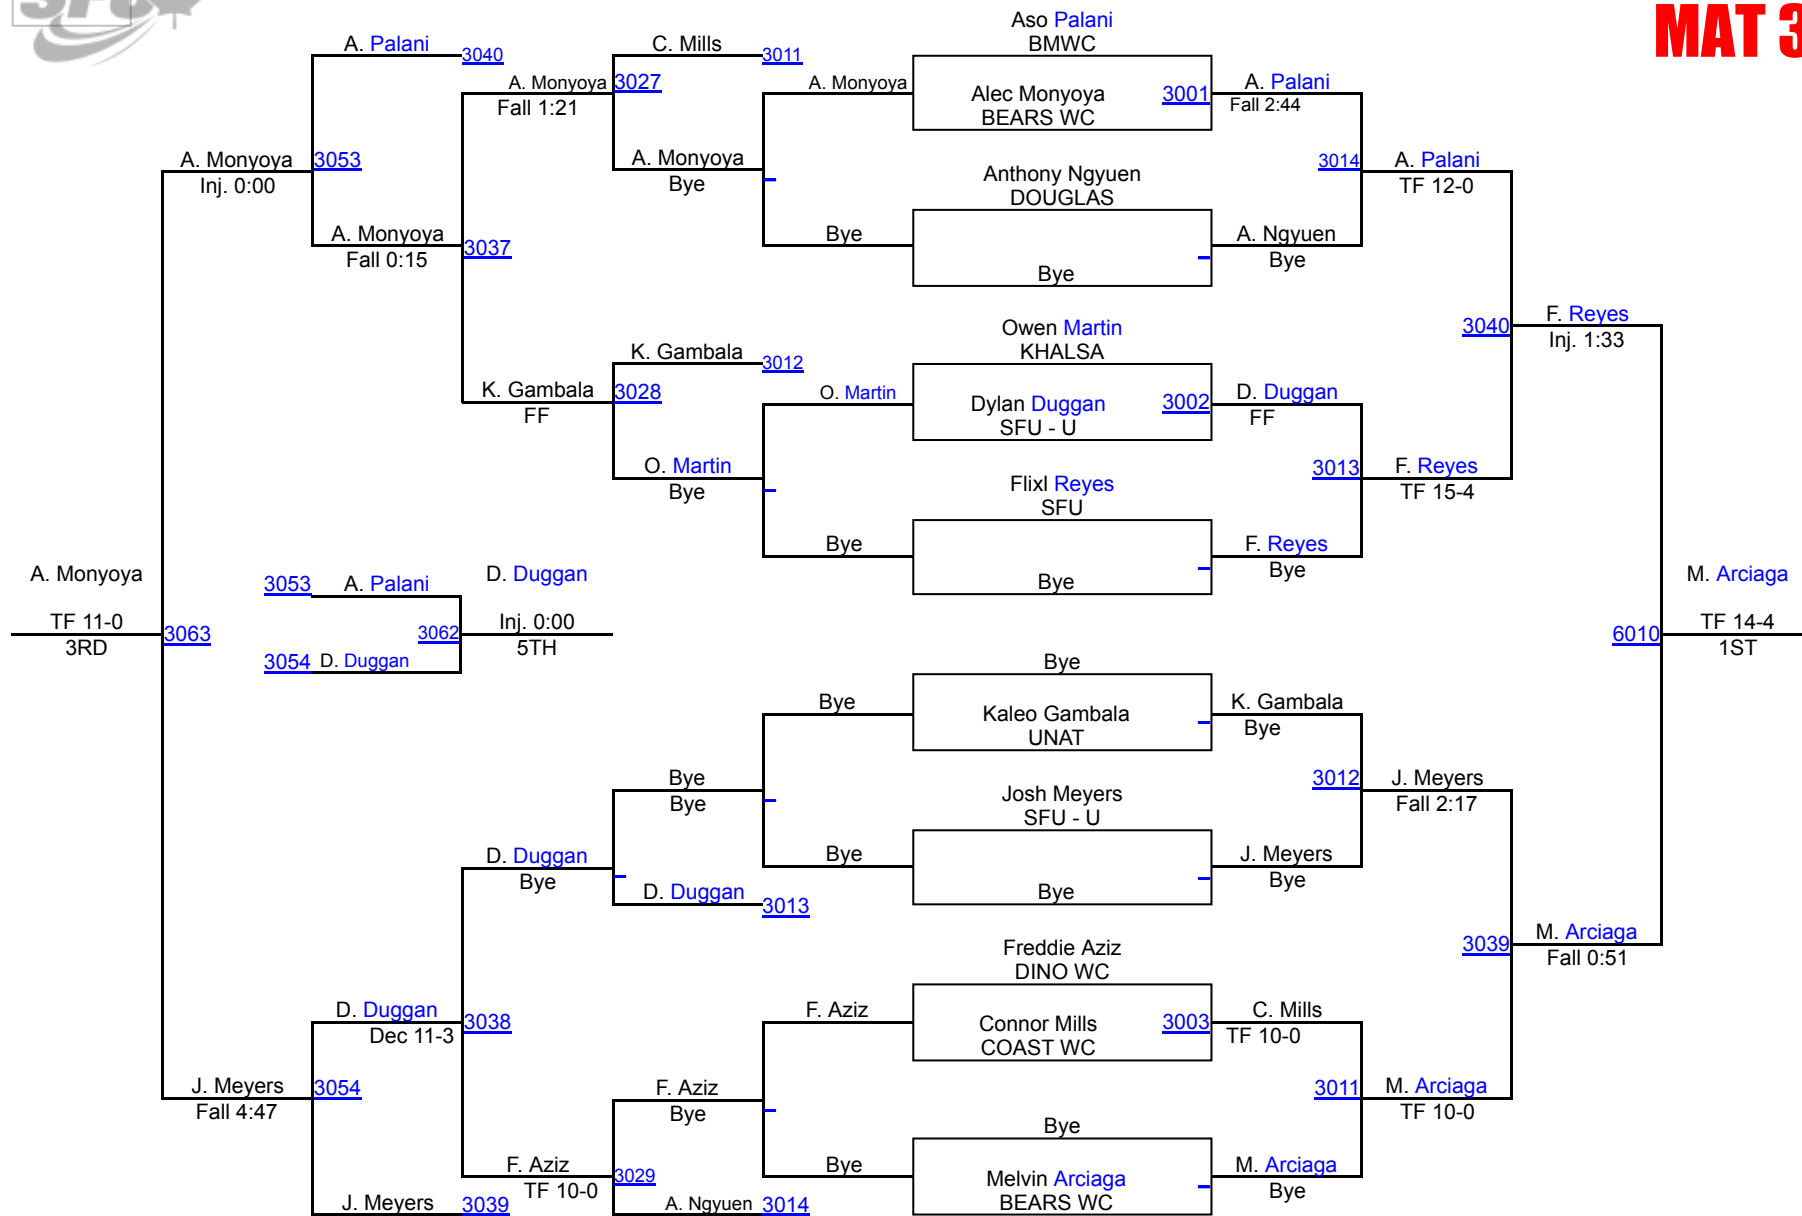 SFU
MAT 3
Aso Palani
BMWC
A. Palani
3040
C. Mills
3011
A. Monyoya
3027
Fall 1:21
A. Monyoya
Alec Monyoya
BEARS WC
3001
A. Palani
Fall 2:44
A. Monyoya
Inj. 0:00
3053
A. Monyoya
Bye
Anthony Ngyuen
DOUGLAS
3014
A. Palani
TF 12-0
A. Monyoya
Fall 0:15
3037
Bye
Bye
A. Ngyuen
Bye
Owen Martin
KHALSA
3040
F. Reyes
Inj. 1:33
K. Gambala
3012
K. Gambala
FF
3028
O. Martin
Dylan Duggan
SFU - U
3002
D. Duggan
FF
O. Martin
Bye
Flixl Reyes
SFU
3013
F. Reyes
TF 15-4
Bye
Bye
F. Reyes
Bye
A. Monyoya
TF 11-0
3RD
3063
3053
A. Palani
3054
D. Duggan
3062
D. Duggan
Inj. 0:00
5TH
M. Arciaga
6010
TF 14-4
1ST
Bye
Bye
Kaleo Gambala
UNAT
K. Gambala
Bye
Bye
Bye
Josh Meyers
SFU - U
3012
J. Meyers
Fall 2:17
D. Duggan
Bye
Bye
Bye
J. Meyers
Bye
D. Duggan
3013
Freddie Aziz
DINO WC
3039
M. Arciaga
Fall 0:51
D. Duggan
Dec 11-3
3038
F. Aziz
Connor Mills
COAST WC
3003
C. Mills
TF 10-0
J. Meyers
Fall 4:47
3054
F. Aziz
Bye
3011
M. Arciaga
TF 10-0
Bye
F. Aziz
TF 10-0
3029
Bye
Melvin Arciaga
BEARS WC
M. Arciaga
Bye
J. Meyers
3039
A. Ngyuen
3014